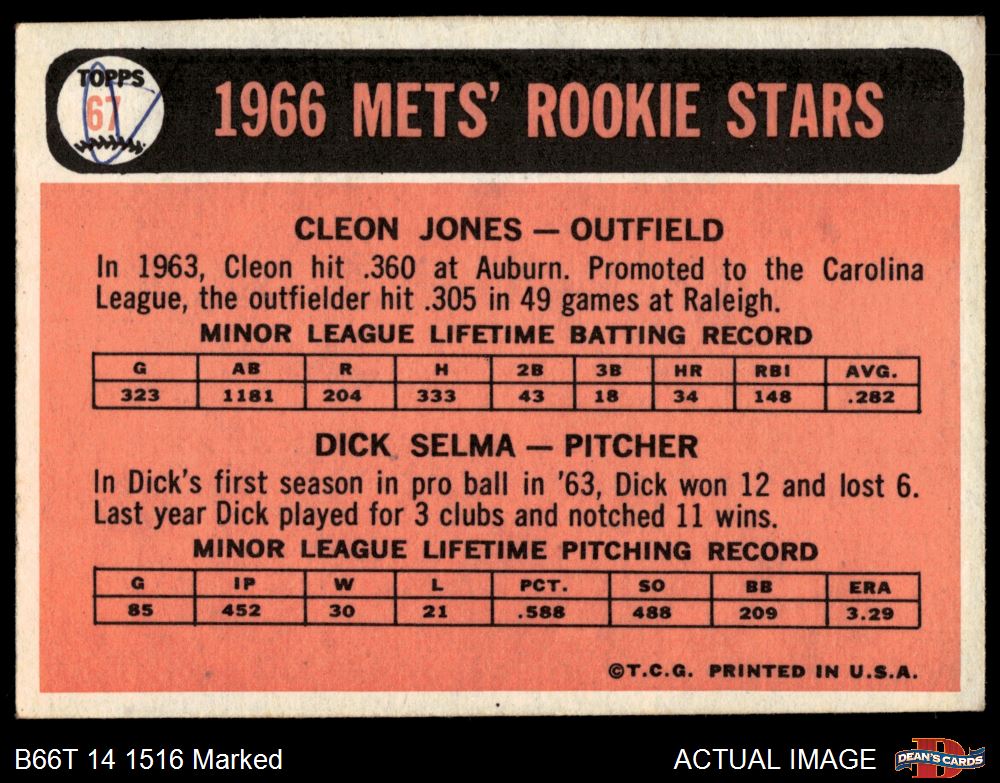 TOPPS
67
1966 METS' ROOKIE STARS
CLEON JONES — OUTFIELD
In 1963, Cleon hit .360 at Auburn. Promoted to the Carolina
League, the outfielder hit .305 in 49 games at Raleigh.
MINOR LEAGUE LIFETIME BATTING RECORD
G AB R H 2B 3B HR RBI AVG.
323 1181 204 333 43 18 34 148 .282
DICK SELMA — PITCHER
In Dick's first season in pro ball in '63, Dick won 12 and lost 6.
Last year Dick played for 3 clubs and notched 11 wins.
MINOR LEAGUE LIFETIME PITCHING RECORD
G IP W L PCT. SO BB ERA
85 452 30 21 .588 488 209 3.29
©T.C.G. PRINTED IN U.S.A.
B66T 14 1516 Marked
ACTUAL IMAGE
DEAN'S CARDS